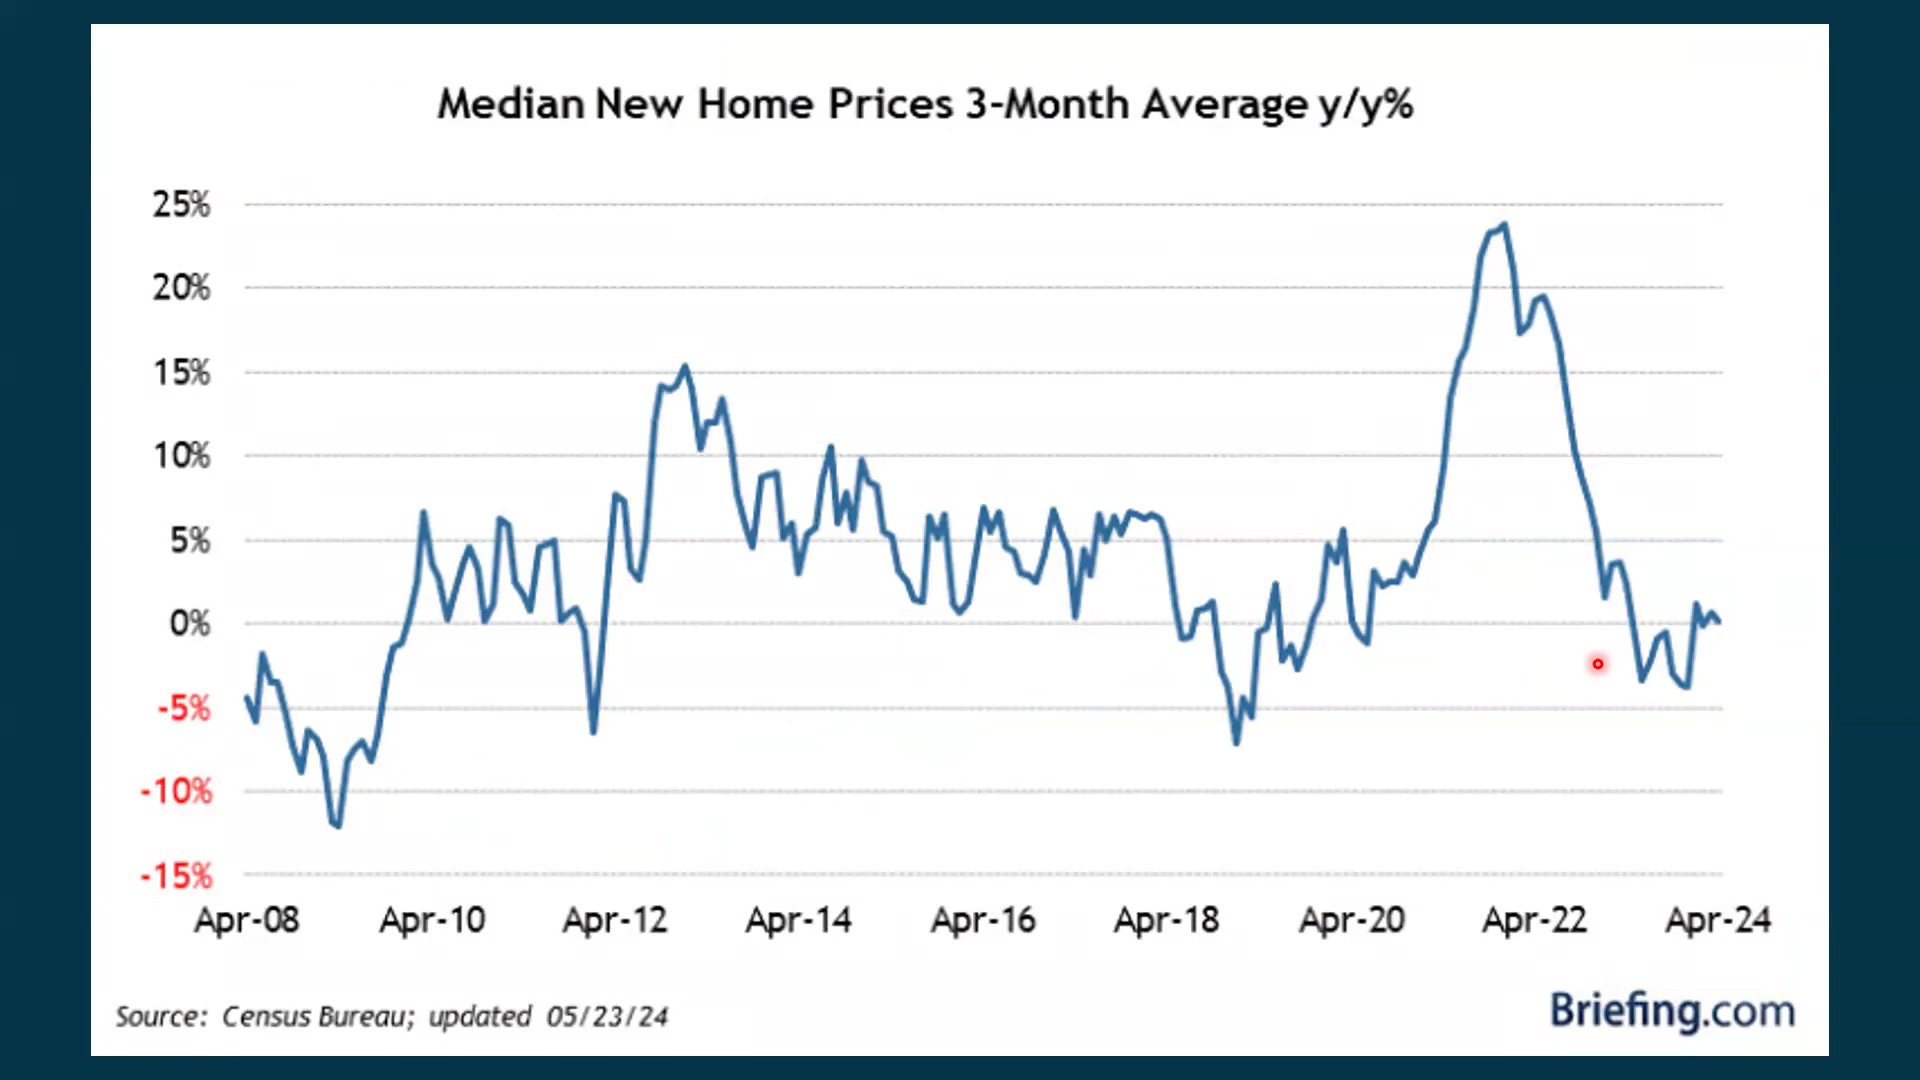 Median New Home Prices 3-Month Average y/y%
25%
20%
15%
10%
5%
0%
-5%
-10%
-15%
Apr-08 Apr-10 Apr-12 Apr-14 Apr-16 Apr-18 Apr-20 Apr-22 Apr-24
Source: Census Bureau; updated 05/23/24
Briefing.com